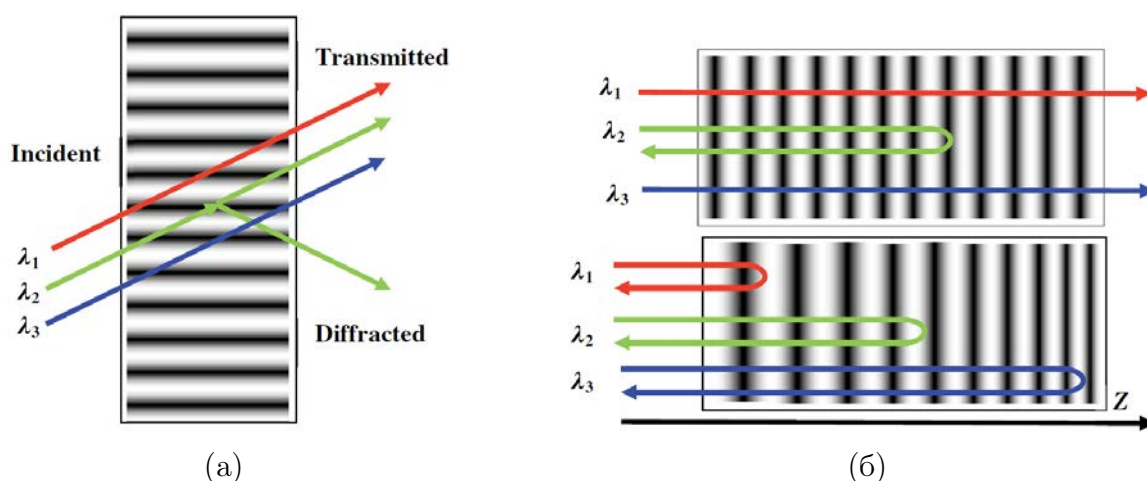 Transmitted
Incident
λ1
λ2
λ3
Diffracted
(а)
λ1
λ2
λ3
λ1
λ2
λ3
Z
(б)